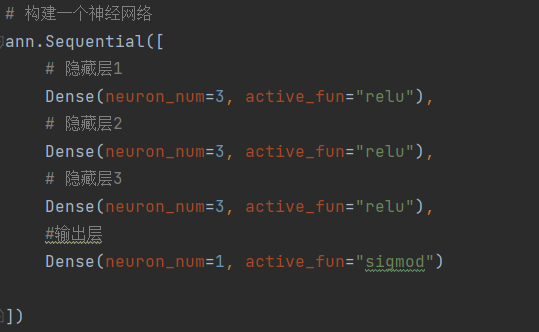 # 构建一个神经网络
ann.Sequential([
# 隐藏层1
Dense(neuron_num=3, active_fun="relu"),
# 隐藏层2
Dense(neuron_num=3, active_fun="relu"),
# 隐藏层3
Dense(neuron_num=3, active_fun="relu"),
#输出层
Dense(neuron_num=1, active_fun="sigmod")
])